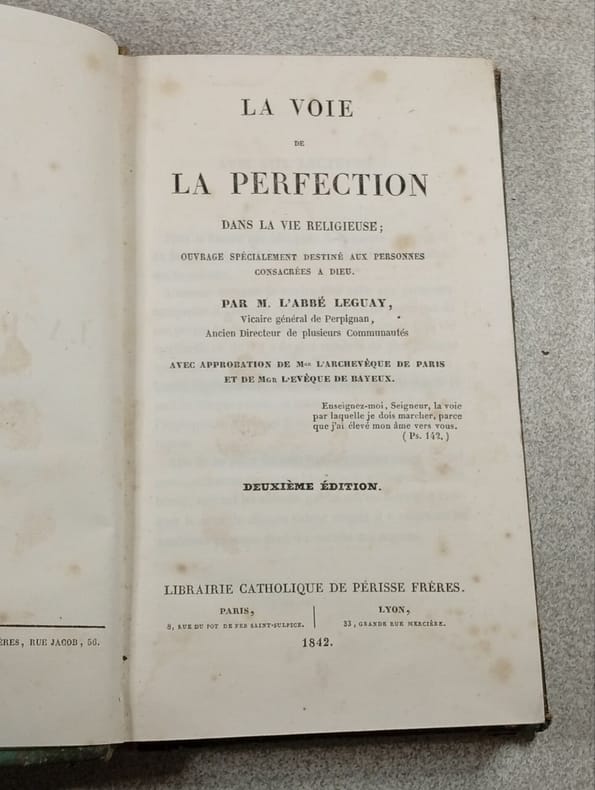 LA VOIE
DE
LA PERFECTION
DANS LA VIE RELIGIEUSE;
OUVRAGE SPÉCIALEMENT DESTINÉ AUX PERSONNES
CONSACRÉES A DIEU.
PAR M. L'ABBÉ LEGUAY,
Vicaire général de Perpignan,
Ancien Directeur de plusieurs Communautés
AVEC APPROBATION DE MGR L'ARCHEVÊQUE DE PARIS
ET DE MGR L'EVÊQUE DE BAYEUX.
Enseignez-moi, Seigneur, la voie
par laquelle je dois marcher, parce
que j'ai élevé mon âme vers vous.
(Ps. 142.)
DEUXIÈME ÉDITION.
LIBRAIRIE CATHOLIQUE DE PÉRISSE FRÈRES.
PARIS,
8, RUE DU POT DE FER SAINT-SULPICE.
LYON,
33, GRANDE RUE MERCIÈRE.
1842.
RUE JACOB, 56.